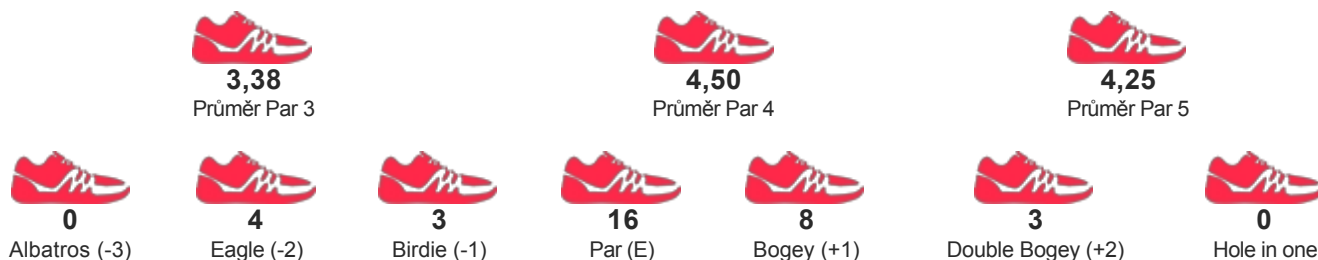 3,38 4,50 4,25
Průměr Par 3 Průměr Par 4 Průměr Par 5
0 4 3 16 8 3 0
Albatros (-3) Eagle (-2) Birdie (-1) Par (E) Bogey (+1) Double Bogey (+2) Hole in one